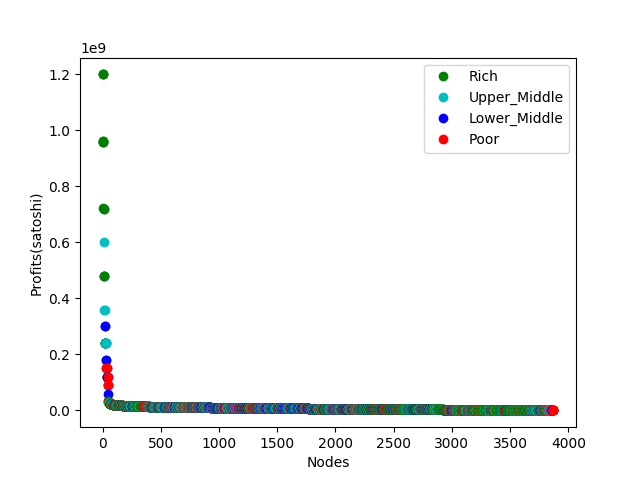 1e9
1.2
1.0
0.8
0.6
0.4
0.2
0.0
Profits(satoshi)
Rich
Upper_Middle
Lower_Middle
Poor
0 500 1000 1500 2000 2500 3000 3500 4000
Nodes